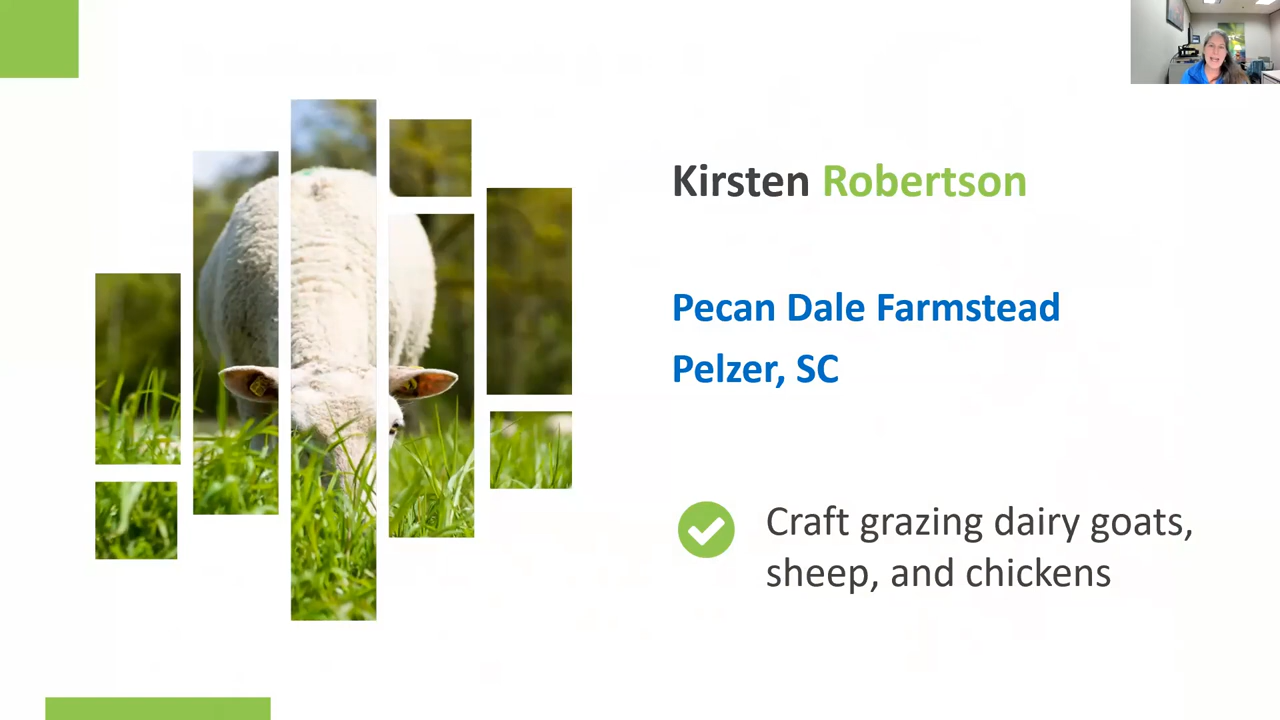 Kirsten Robertson
Pecan Dale Farmstead
Pelzer, SC
Craft grazing dairy goats,
sheep, and chickens